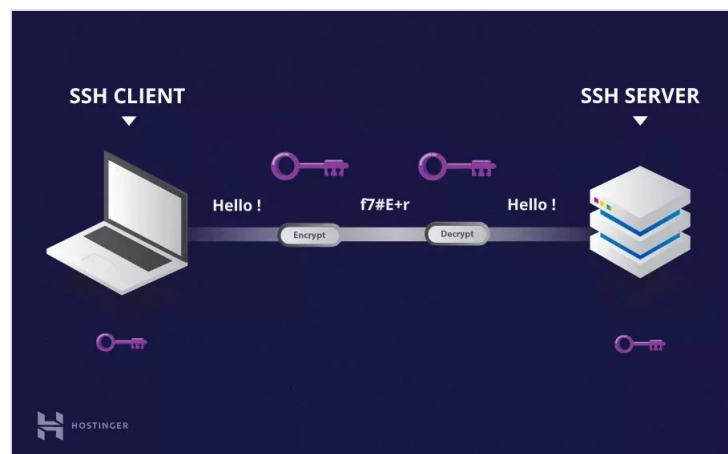 SSH CLIENT
SSH SERVER
Hello !
f7#E+r
Hello !
Encrypt
Decrypt
HOSTINGER